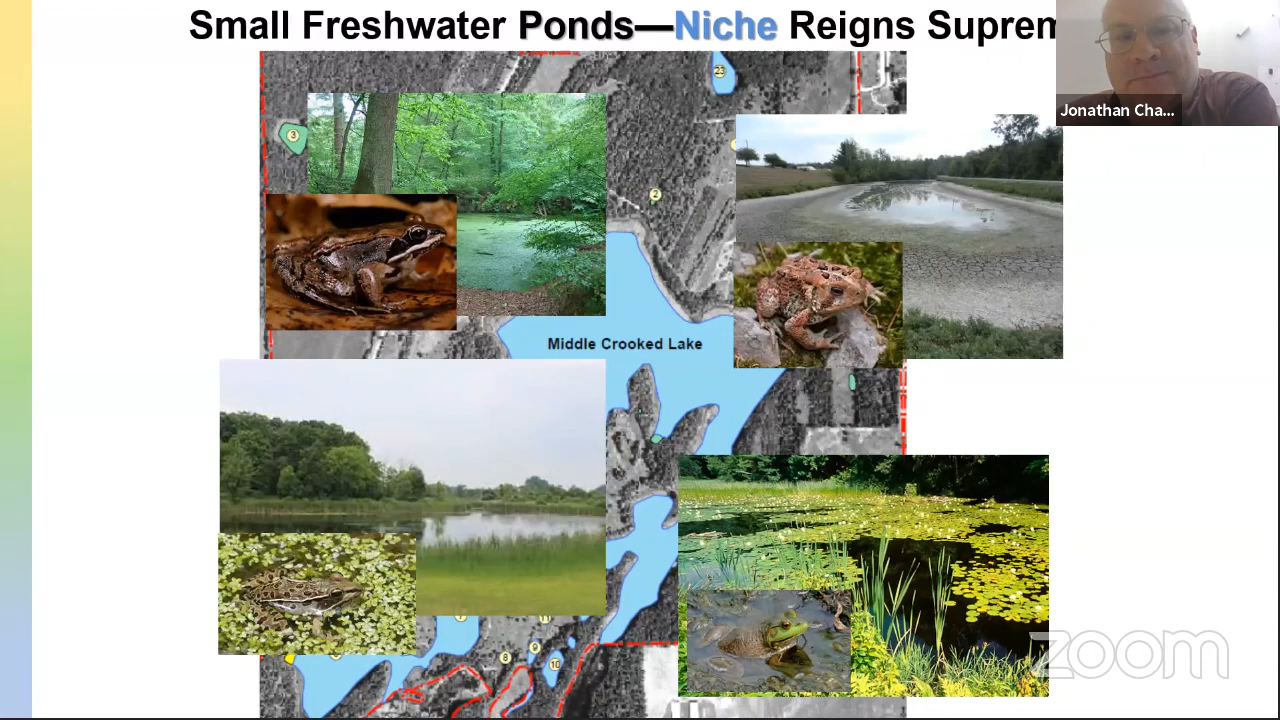 Small Freshwater Ponds—Niche Reigns Suprem
Jonathan Cha...
23
3
2
Middle Crooked Lake
9
8
10
zoom